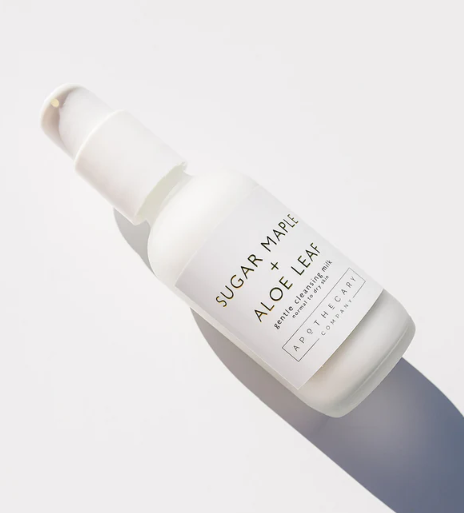 SUGAR MAPLE
+
ALOE LEAF
gentle cleansing milk
normal to dry skin
APOTHECARY
COMPANY